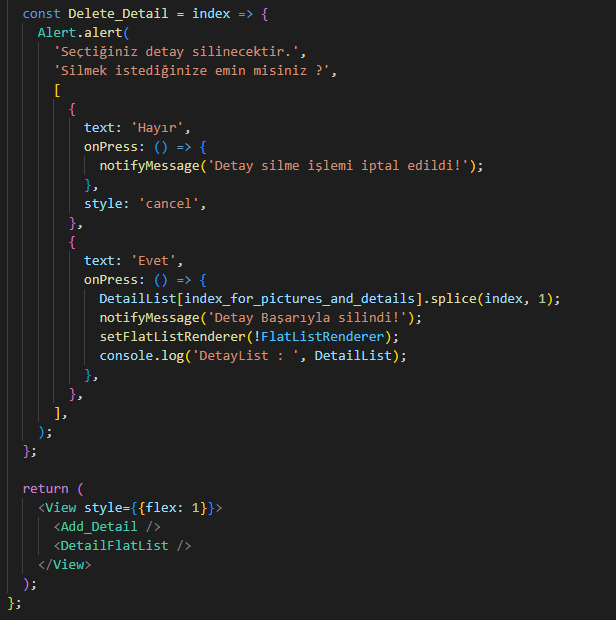 const Delete_Detail = index => {
Alert.alert(
'Seçtiğiniz detay silinecektir.',
'Silmek istediğinize emin misiniz ?',
[
{
text: 'Hayır',
onPress: () => {
notifyMessage('Detay silme işlemi iptal edildi!');
},
style: 'cancel',
},
{
text: 'Evet',
onPress: () => {
DetailList[index_for_pictures_and_details].splice(index, 1);
notifyMessage('Detay Başarıyla silindi!');
setFlatListRenderer(!FlatListRenderer);
console.log('DetayList : ', DetailList);
},
},
],
);
};
return (
<View style={{flex: 1}}>
<Add_Detail />
<DetailFlatList />
</View>
);
};